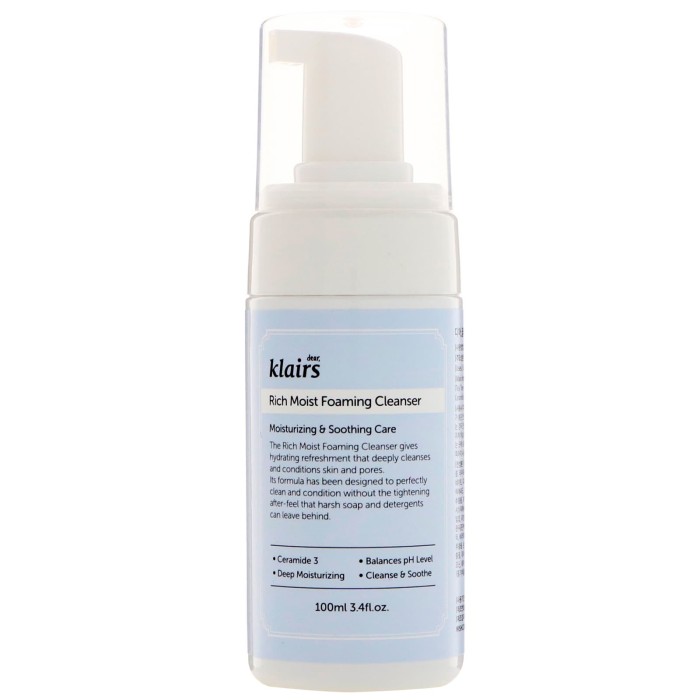 dear,
klairs
Rich Moist Foaming Cleanser
Moisturizing & Soothing Care
The Rich Moist Foaming Cleanser gives
hydrating refreshment that deeply cleanses
and conditions skin and pores.
Its formula has been designed to perfectly
clean and condition without the tightening
after-feel that harsh soap and detergents
can leave behind.
• Ceramide 3 • Balances pH Level
• Deep Moisturizing • Cleanse & Soothe
100ml 3.4fl.oz.